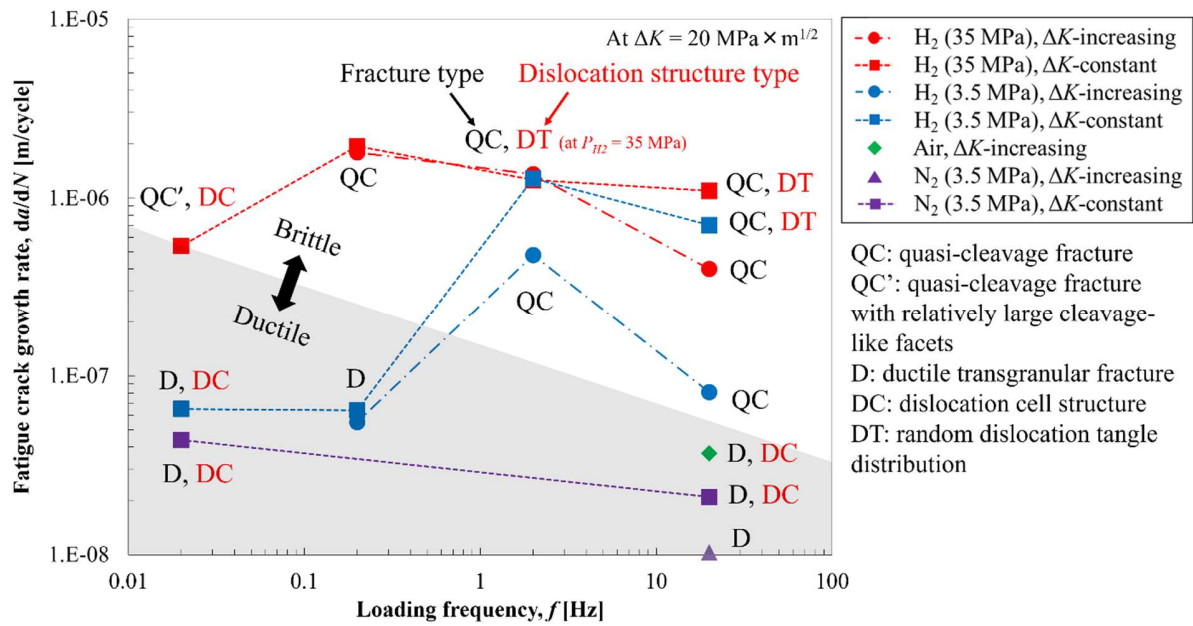 1.E-05
At ΔK = 20 MPa × m1/2
Fracture type
Dislocation structure type
QC, DT (at PH2 = 35 MPa)
QC
1.E-06
QC', DC
QC, DT
QC, DT
QC
Brittle
Ductile
QC
1.E-07
D, DC
D
QC
D, DC
D, DC
D, DC
D
1.E-08
0.01
0.1
1
10
100
Fatigue crack growth rate, da/dN [m/cycle]
Loading frequency, f [Hz]
H2 (35 MPa), ΔK-increasing
H2 (35 MPa), ΔK-constant
H2 (3.5 MPa), ΔK-increasing
H2 (3.5 MPa), ΔK-constant
Air, ΔK-increasing
N2 (3.5 MPa), ΔK-increasing
N2 (3.5 MPa), ΔK-constant
QC: quasi-cleavage fracture
QC’: quasi-cleavage fracture
with relatively large cleavage-
like facets
D: ductile transgranular fracture
DC: dislocation cell structure
DT: random dislocation tangle
distribution